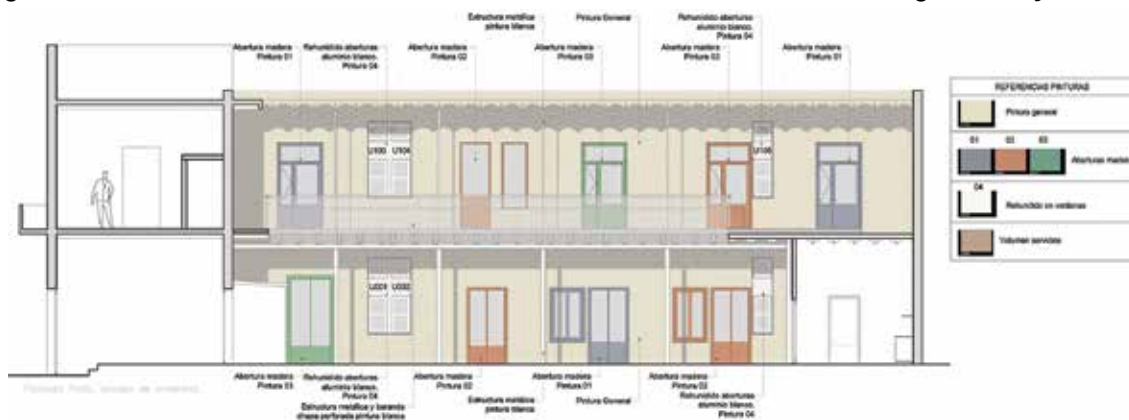 Estructura metálica
pintura blanca
Pintura General
Rehundido aberturas
aluminio blanco.
Pintura 04
Abertura madera
Pintura 01
Rehundido aberturas
aluminio blanco.
Pintura 04
Abertura madera
Pintura 02
Abertura madera
Pintura 03
Abertura madera
Pintura 02
Abertura madera
Pintura 01
REFERENCIAS PINTURAS
Pintura general
01 02 03
Aberturas madera
04
Rehundido en ventanas
Volumen servicios
U103 U104
U001 U002
Abertura madera
Pintura 03
Rehundido aberturas
aluminio blanco.
Pintura 04
Estructura metálica y baranda
chapa perforada pintura blanca
Abertura madera
Pintura 02
Estructura metálica
pintura blanca
Abertura madera
Pintura 01
Pintura General
Abertura madera
Pintura 02
Rehundido aberturas
aluminio blanco.
Pintura 04